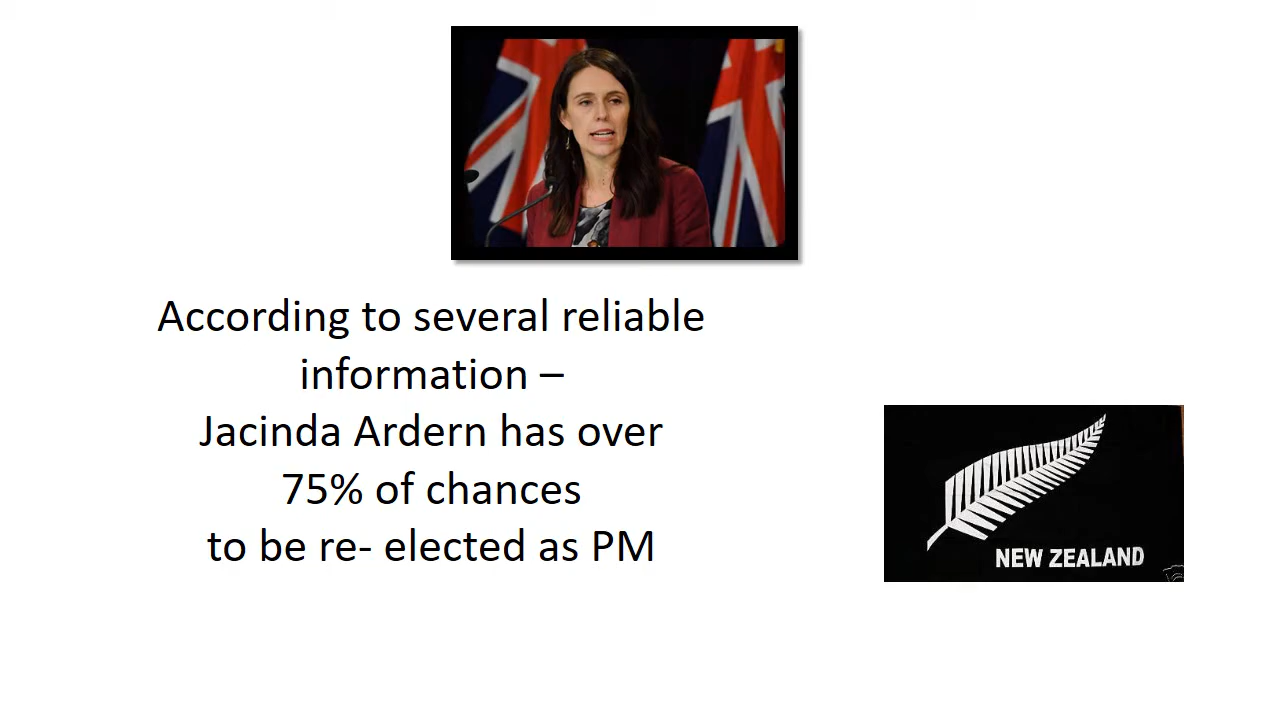 According to several reliable
information –
Jacinda Ardern has over
75% of chances
to be re- elected as PM
NEW ZEALAND